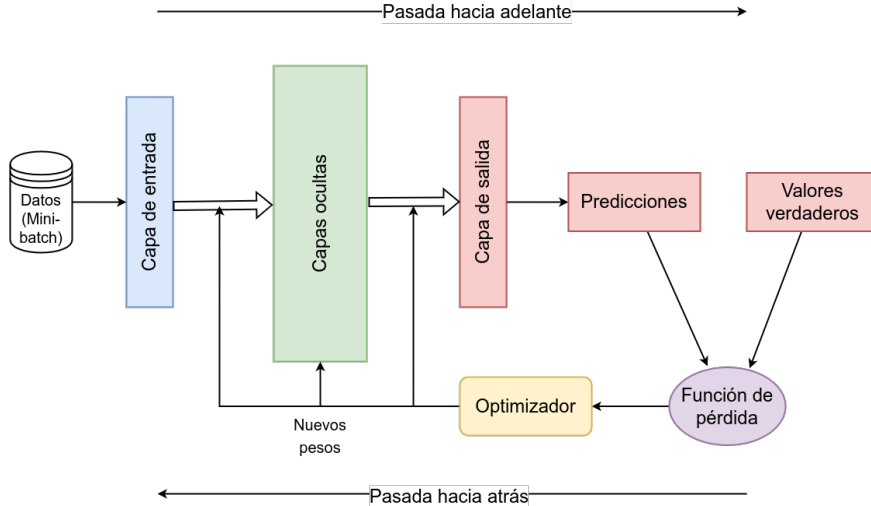 Pasada hacia adelante
Datos
(Mini-
batch)
Capa de entrada
Capas ocultas
Capa de salida
Predicciones
Valores
verdaderos
Función de
pérdida
Optimizador
Nuevos
pesos
Pasada hacia atrás